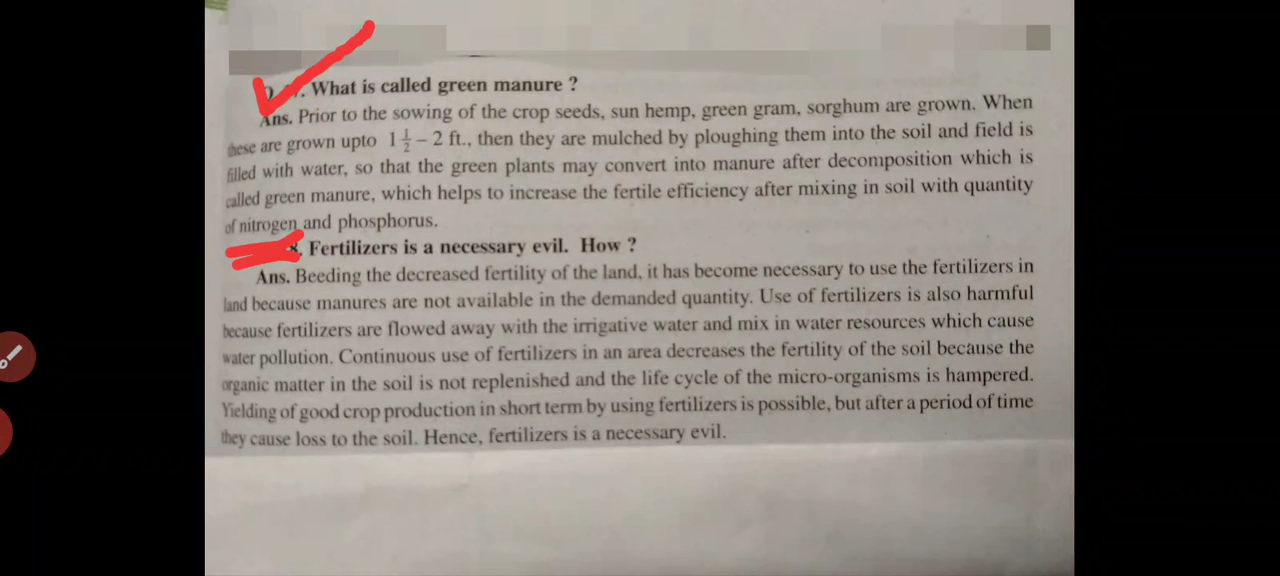 What is called green manure ?
Ans. Prior to the sowing of the crop seeds, sun hemp, green gram, sorghum are grown. When
these are grown upto 1 1/2 – 2 ft., then they are mulched by ploughing them into the soil and field is
filled with water, so that the green plants may convert into manure after decomposition which is
called green manure, which helps to increase the fertile efficiency after mixing in soil with quantity
of nitrogen and phosphorus.
Fertilizers is a necessary evil. How ?
Ans. Beeding the decreased fertility of the land, it has become necessary to use the fertilizers in
land because manures are not available in the demanded quantity. Use of fertilizers is also harmful
because fertilizers are flowed away with the irrigative water and mix in water resources which cause
water pollution. Continuous use of fertilizers in an area decreases the fertility of the soil because the
organic matter in the soil is not replenished and the life cycle of the micro-organisms is hampered.
Yielding of good crop production in short term by using fertilizers is possible, but after a period of time
they cause loss to the soil. Hence, fertilizers is a necessary evil.